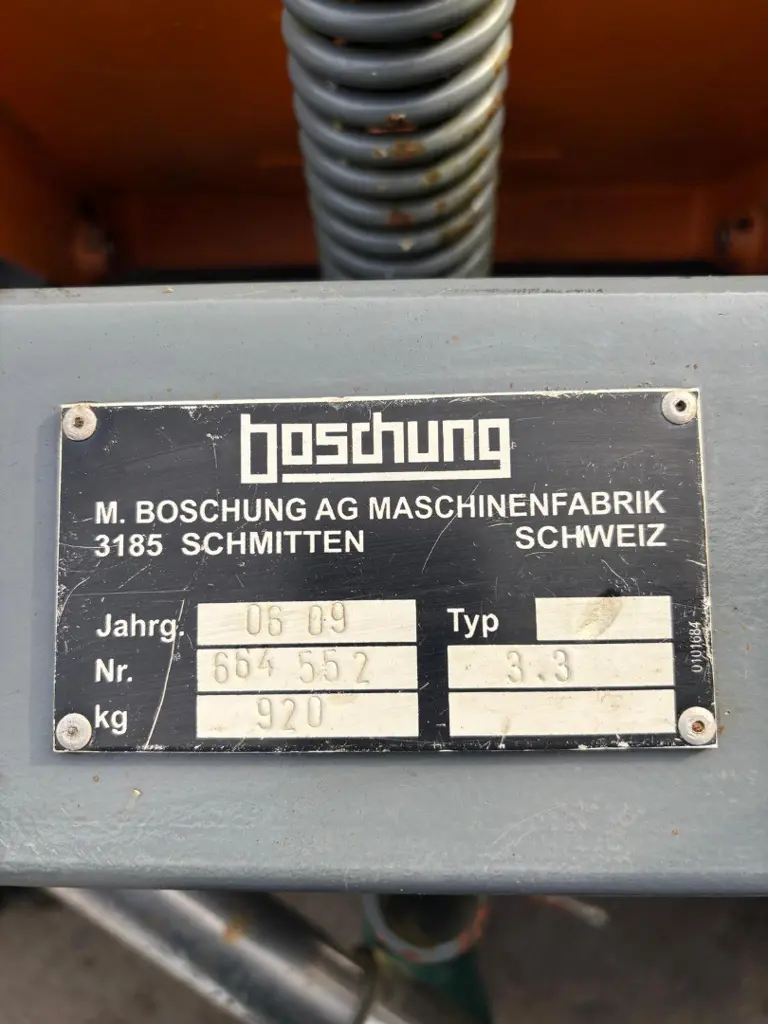 boschung
M. BOSCHUNG AG MASCHINENFABRIK
3185 SCHMITTEN SCHWEIZ
Jahrg. 06 09 Typ
Nr. 664 552 3.3
kg 920
0101684